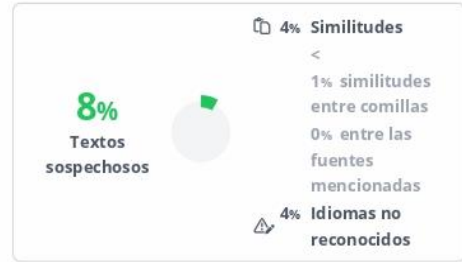 8%
Textos
sospechosos
4% Similitudes
<
1% similitudes
entre comillas
0% entre las
fuentes
mencionadas
4% Idiomas no
reconocidos